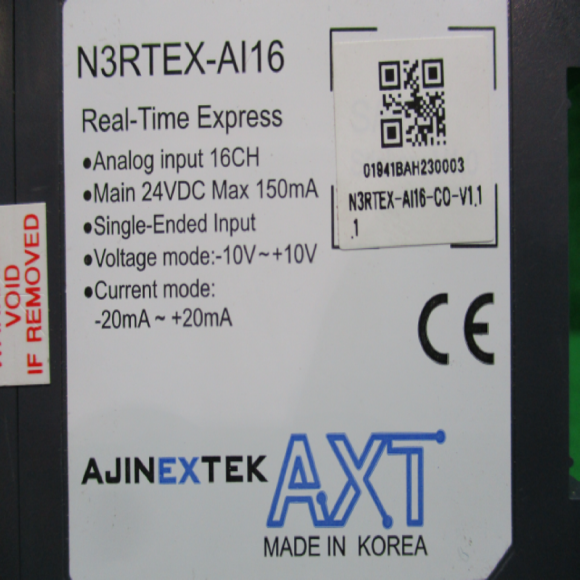 N3RTEX-AI16
Real-Time Express
•Analog input 16CH
•Main 24VDC Max 150mA
•Single-Ended Input
•Voltage mode:-10V~+10V
•Current mode:
-20mA ~ +20mA
01941BAH230003
N3RTEX-AI16-CO-V1.1
.1
VOID
IF REMOVED
CE
AJINEXTEK
AXT
MADE IN KOREA